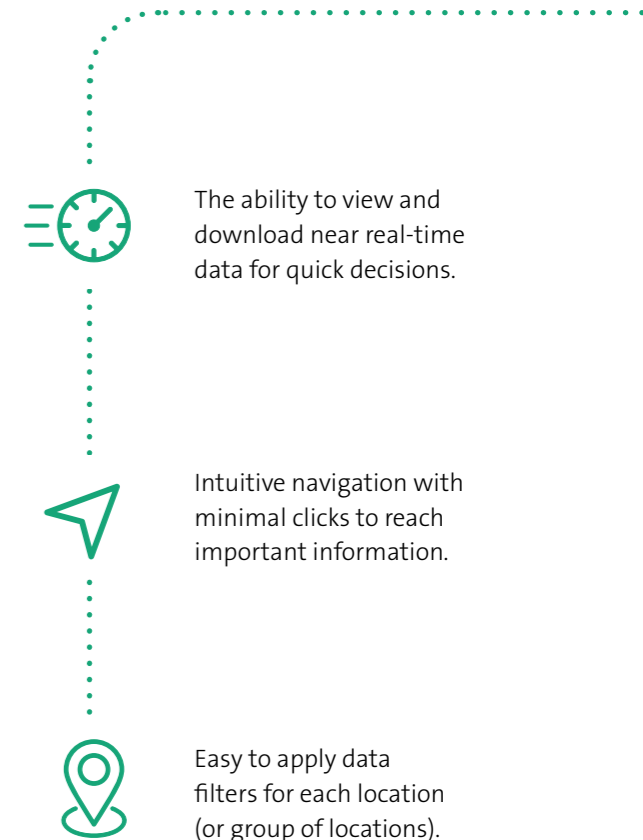 The ability to view and
download near real-time
data for quick decisions.
Intuitive navigation with
minimal clicks to reach
important information.
Easy to apply data
filters for each location
(or group of locations).